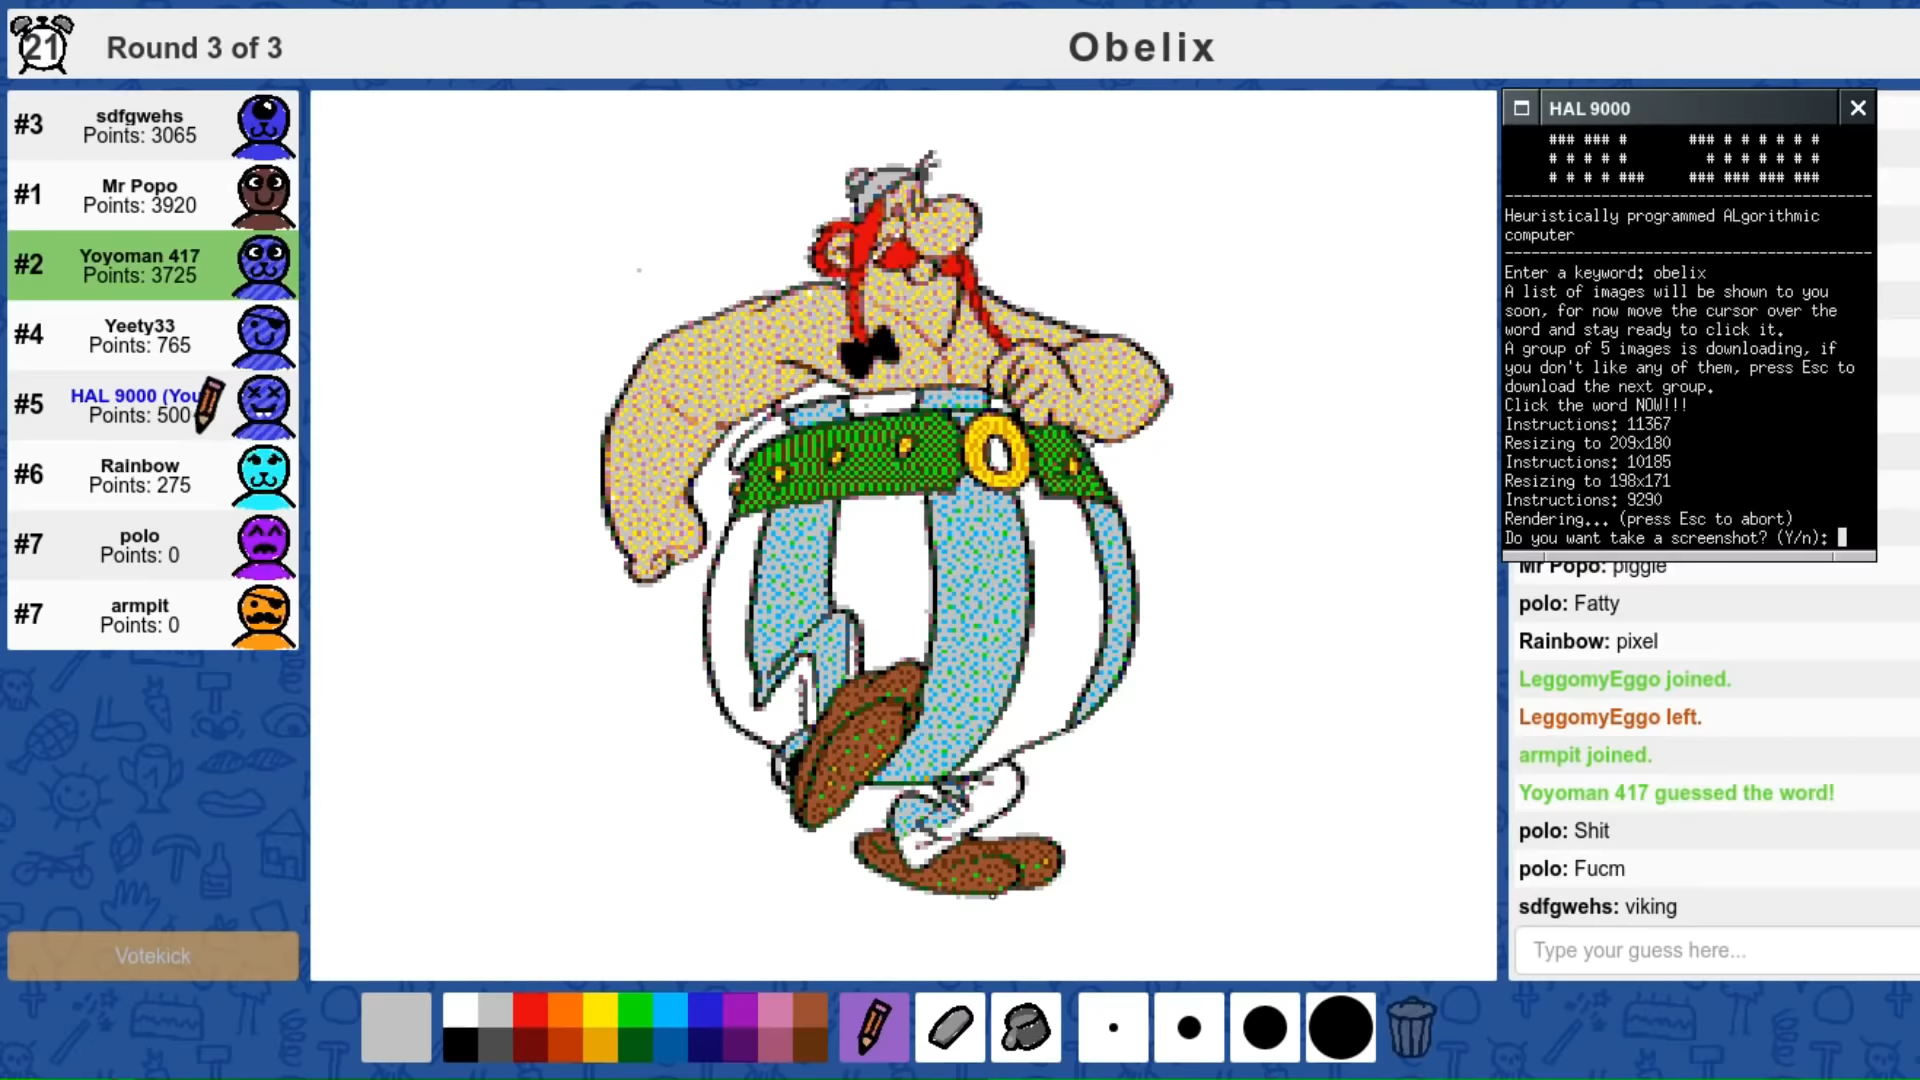 21
Round 3 of 3
Obelix
#3
sdfgwehs
Points: 3065
#1
Mr Popo
Points: 3920
#2
Yoyoman 417
Points: 3725
#4
Yeety33
Points: 765
#5
HAL 9000 (You
Points: 500
#6
Rainbow
Points: 275
#7
polo
Points: 0
#7
armpit
Points: 0
Votekick
HAL 9000
### ### # ### # # # # # #
# # # # # # # # # # # #
# # # # ### ### ### ### ###
Heuristically programmed ALgorithmic
computer
Enter a keyword: obelix
A list of images will be shown to you
soon, for now move the cursor over the
word and stay ready to click it.
A group of 5 images is downloading, if
you don't like any of them, press Esc to
download the next group.
Click the word NOW!!!
Instructions: 11367
Resizing to 209x180
Instructions: 10185
Resizing to 198x171
Instructions: 9290
Rendering... (press Esc to abort)
Do you want take a screenshot? (Y/n):
Mr Popo: piggie
polo: Fatty
Rainbow: pixel
LeggomyEggo joined.
LeggomyEggo left.
armpit joined.
Yoyoman 417 guessed the word!
polo: Shit
polo: Fucm
sdfgwehs: viking
Type your guess here...